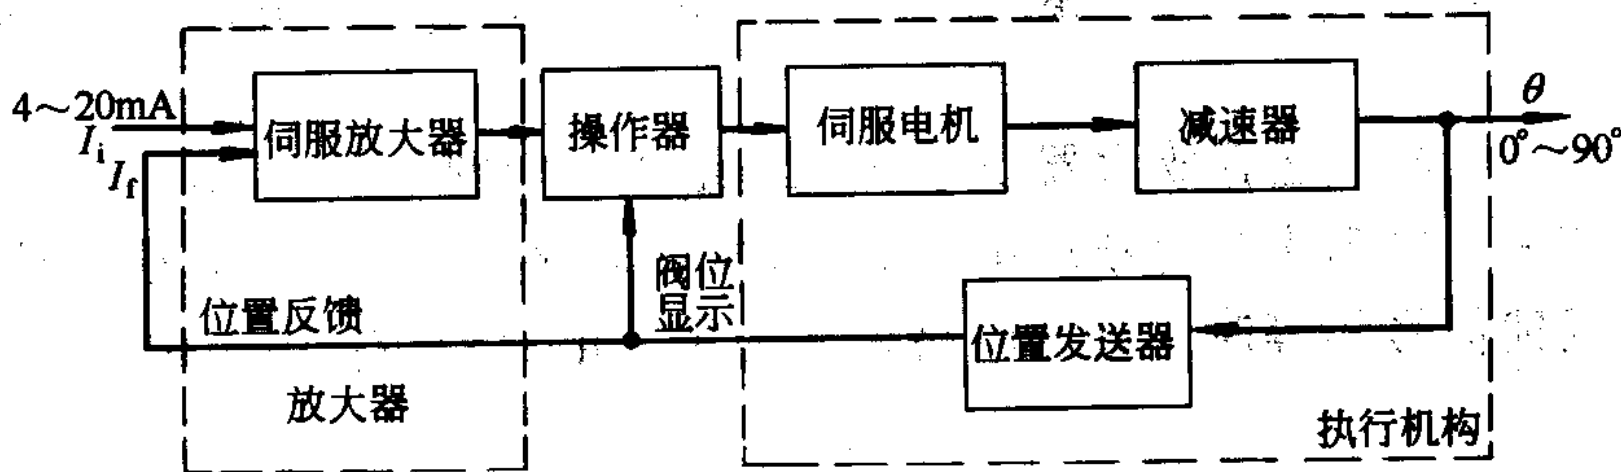 4～20mA
I_i
I_f
伺服放大器
操作器
伺服电机
减速器
θ
0°～90°
阀位
显示
位置反馈
位置发送器
放大器
执行机构